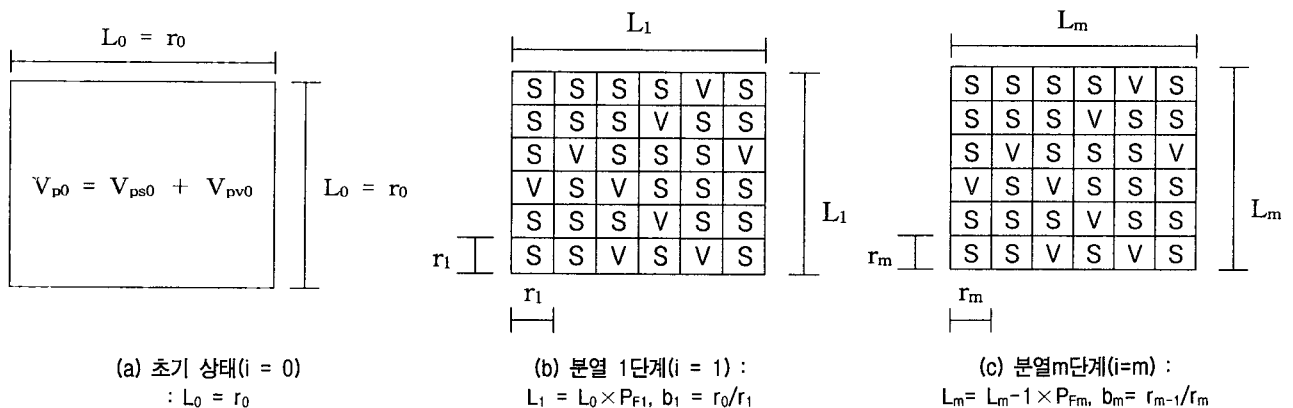 L₀ = r₀
V_p0 = V_ps0 + V_pv0
L₀ = r₀
(a) 초기 상태(i = 0)
: L₀ = r₀
L₁
S S S S V S
S S S V S S
S V S S S V
V S V S S S
S S S V S S
S S V S V S
L₁
r₁
r₁
(b) 분열 1단계(i = 1) :
L₁ = L₀×P_F1, b₁ = r₀/r₁
L_m
S S S S V S
S S S V S S
S V S S S V
V S V S S S
S S S V S S
S S V S V S
L_m
r_m
r_m
(c) 분열m단계(i=m) :
L_m= L_m-1×P_Fm, b_m= r_m-1/r_m